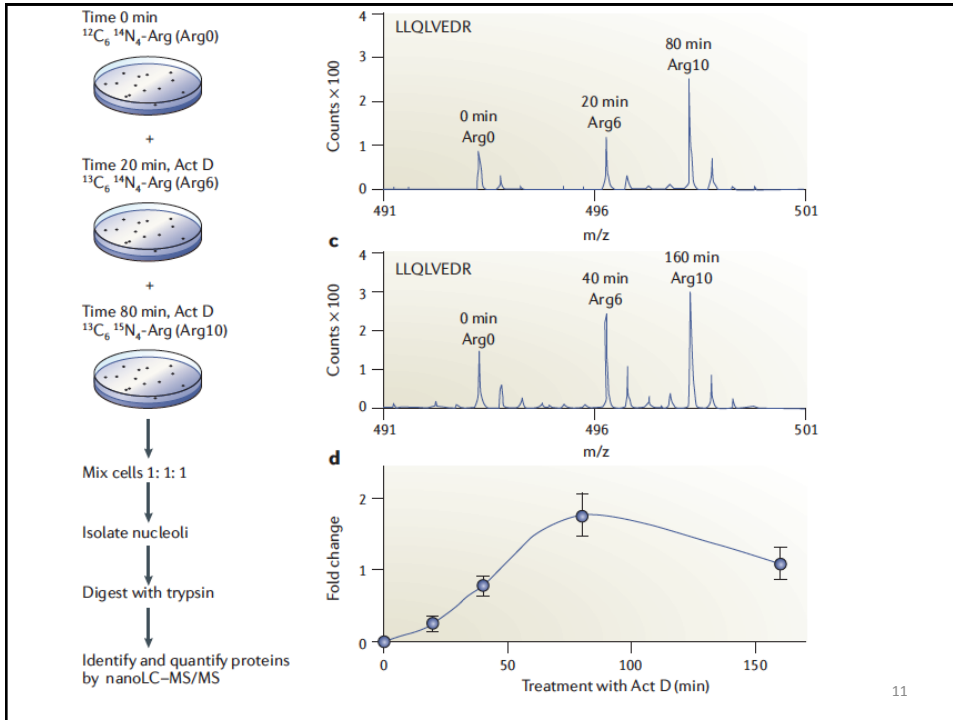 Time 0 min
¹²C₆ ¹⁴N₄-Arg (Arg0)
+
Time 20 min, Act D
¹³C₆ ¹⁴N₄-Arg (Arg6)
+
Time 80 min, Act D
¹³C₆ ¹⁵N₄-Arg (Arg10)
Mix cells 1: 1: 1
Isolate nucleoli
Digest with trypsin
Identify and quantify proteins
by nanoLC–MS/MS
LLQLVEDR
0 min
Arg0
20 min
Arg6
80 min
Arg10
Counts × 100
4
3
2
1
0
491
496
501
m/z
c
LLQLVEDR
0 min
Arg0
40 min
Arg6
160 min
Arg10
Counts × 100
4
3
2
1
0
491
496
501
m/z
d
Fold change
2
1
0
0
50
100
150
Treatment with Act D (min)
11